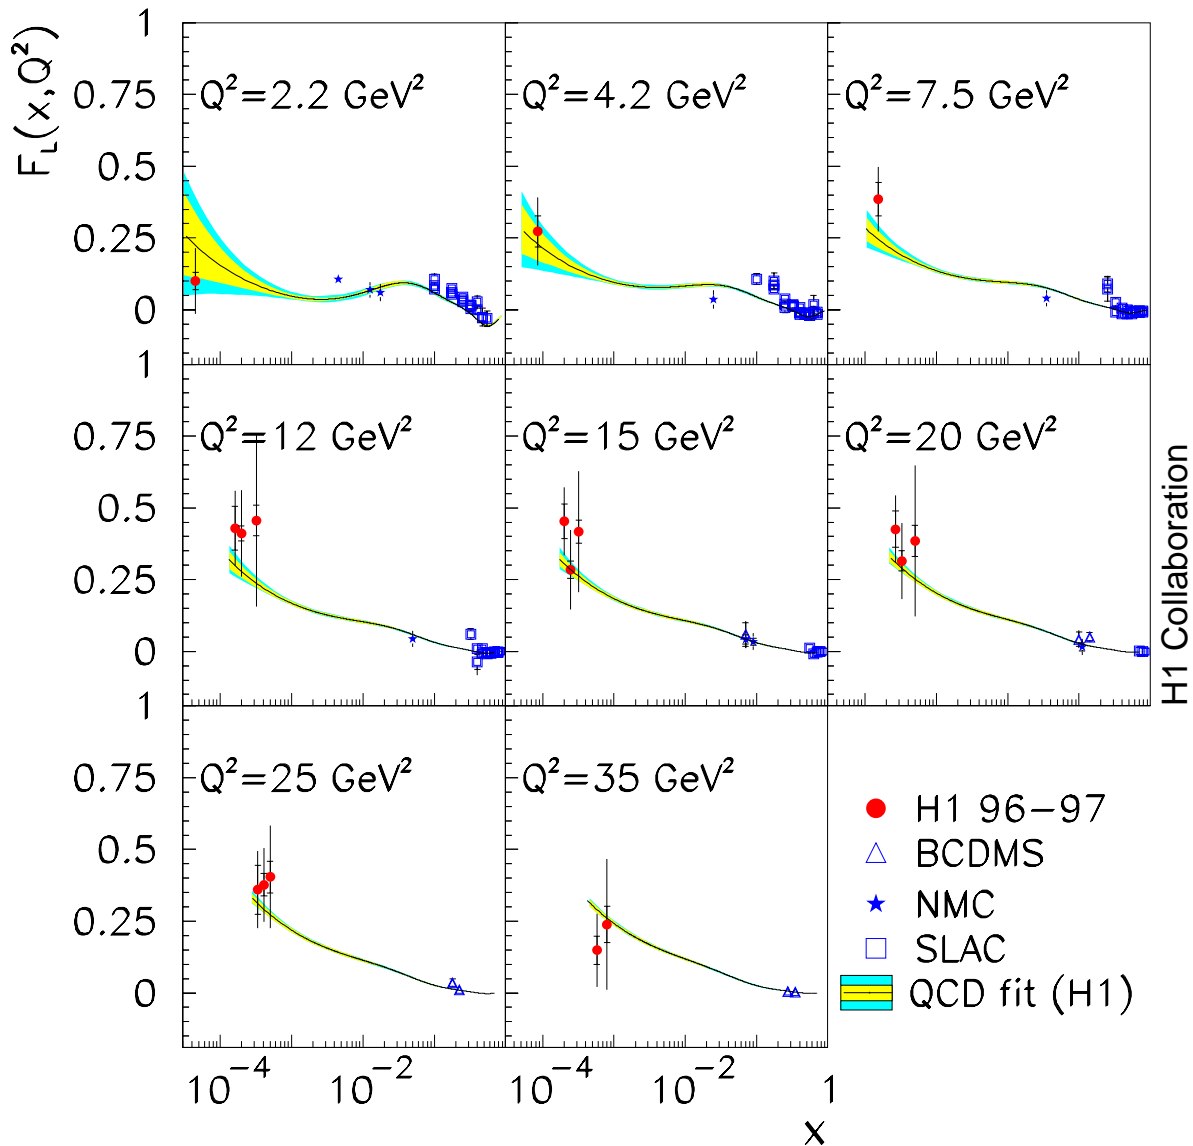 F_L(x,Q²)
1
0.75
0.5
0.25
0
Q²=2.2 GeV²
Q²=4.2 GeV²
Q²=7.5 GeV²
1
0.75
0.5
0.25
0
Q²=12 GeV²
Q²=15 GeV²
Q²=20 GeV²
1
0.75
0.5
0.25
0
Q²=25 GeV²
Q²=35 GeV²
H1 96−97
BCDMS
NMC
SLAC
QCD fit (H1)
10⁻⁴
10⁻²
10⁻⁴
10⁻²
1
x
H1 Collaboration